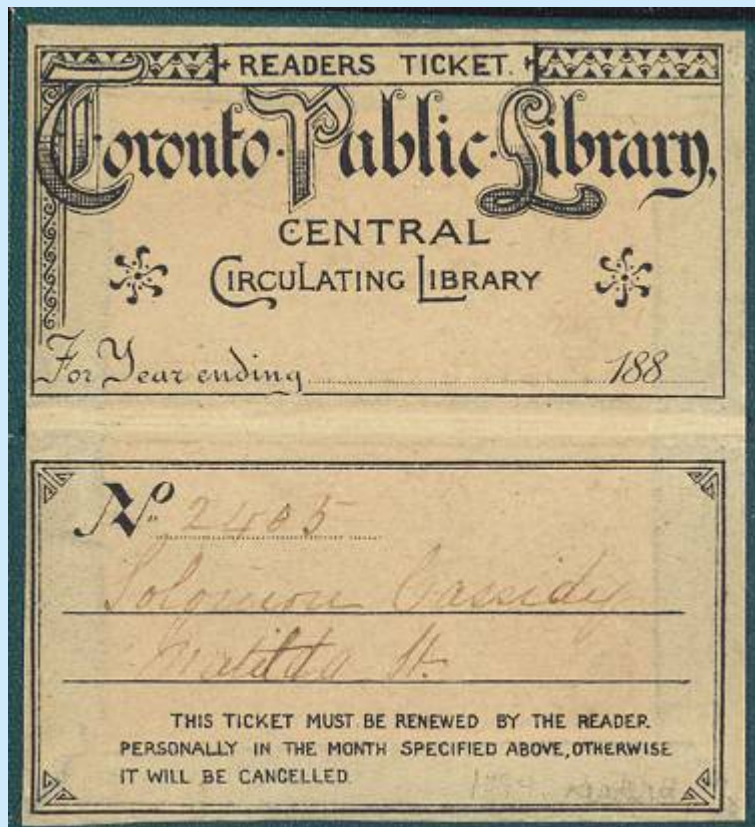 READERS TICKET.
Toronto · Public · Library,
CENTRAL
CIRCULATING LIBRARY
For Year ending 188
No. 2405
Solomon Cassidy
Matilda St.
THIS TICKET MUST BE RENEWED BY THE READER.
PERSONALLY IN THE MONTH SPECIFIED ABOVE, OTHERWISE
IT WILL BE CANCELLED.